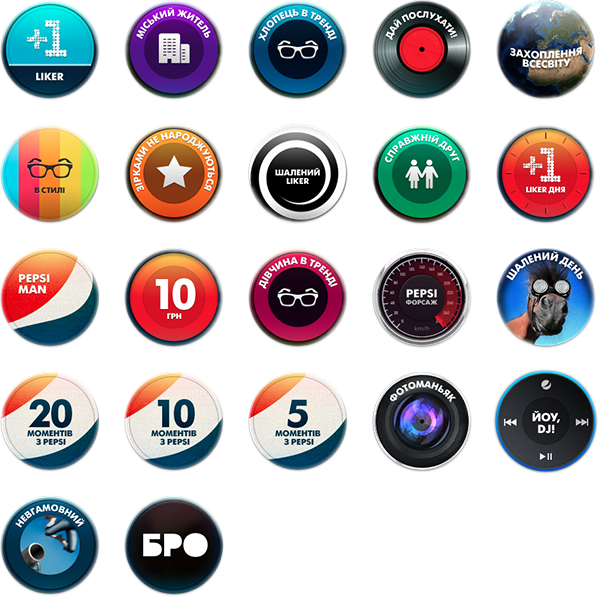 +1
LIKER
МІСЬКИЙ ЖИТЕЛЬ
ХЛОПЕЦЬ В ТРЕНДІ
ДАЙ ПОСЛУХАТИ!
ЗАХОПЛЕННЯ
ВСЕСВІТУ
В СТИЛІ
ЗІРКАМИ НЕ НАРОДЖУЮТЬСЯ
ШАЛЕНИЙ
LIKER
СПРАВЖНІЙ ДРУГ
+1
LIKER ДНЯ
PEPSI
MAN
10
ГРН
ДІВЧИНА В ТРЕНДІ
PEPSI
ФОРСАЖ
km/h
ШАЛЕНИЙ ДЕНЬ
20
МОМЕНТІВ
З PEPSI
10
МОМЕНТІВ
З PEPSI
5
МОМЕНТІВ
З PEPSI
ФОТОМАНЬЯК
ЙОУ,
DJ!
НЕВГАМОВНИЙ
БРО